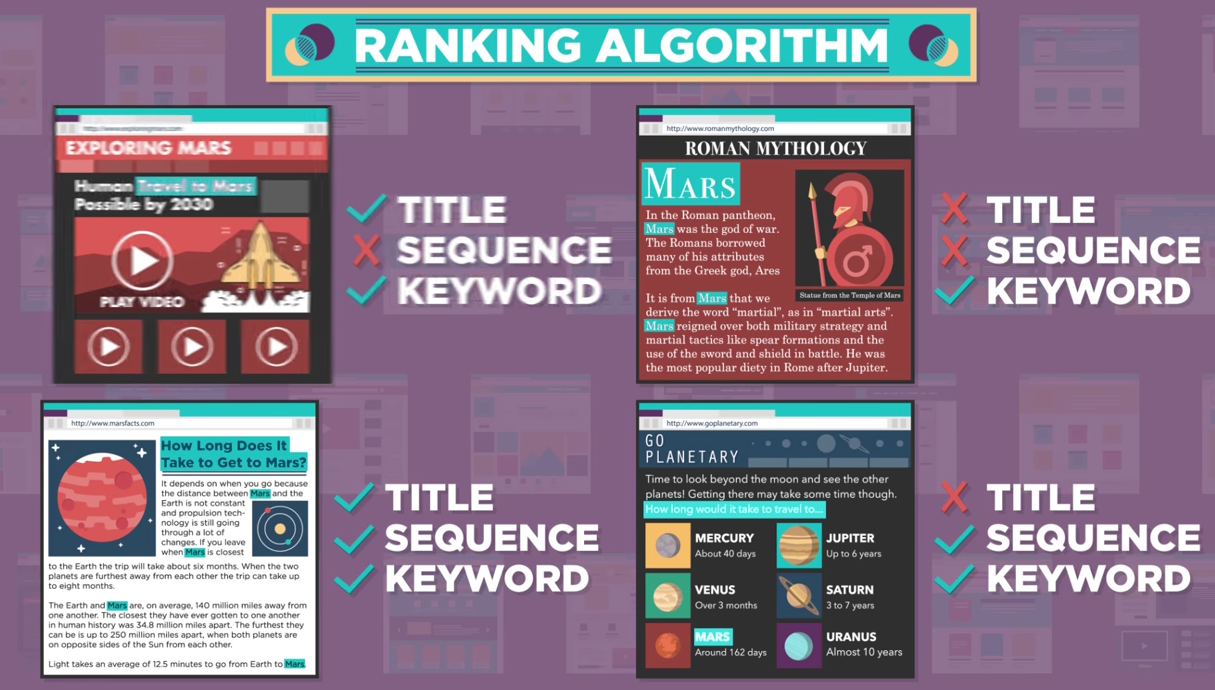 RANKING ALGORITHM
http://www.exploringmars.com
EXPLORING MARS
Human Travel to Mars
Possible by 2030
PLAY VIDEO
TITLE
SEQUENCE
KEYWORD
http://www.romanmythology.com
ROMAN MYTHOLOGY
MARS
In the Roman pantheon,
Mars was the god of war.
The Romans borrowed
many of his attributes
from the Greek god, Ares
Statue from the Temple of Mars
It is from Mars that we
derive the word “martial”, as in “martial arts”.
Mars reigned over both military strategy and
martial tactics like spear formations and the
use of the sword and shield in battle. He was
the most popular diety in Rome after Jupiter.
TITLE
SEQUENCE
KEYWORD
http://www.marsfacts.com
How Long Does It
Take to Get to Mars?
It depends on when you go because
the distance between Mars and the
Earth is not constant
and propulsion tech-
nology is still going
through a lot of
changes. If you leave
when Mars is closest
to the Earth the trip will take about six months. When the two
planets are furthest away from each other the trip can take up
to eight months.
The Earth and Mars are, on average, 140 million miles away from
one another. The closest they have ever gotten to one another
in human history was 34.8 million miles apart. The furthest they
can be is up to 250 million miles apart, when both planets are
on opposite sides of the Sun from each other.
Light takes an average of 12.5 minutes to go from Earth to Mars.
TITLE
SEQUENCE
KEYWORD
http://www.goplanetary.com
GO
PLANETARY
Time to look beyond the moon and see the other
planets! Getting there may take some time though.
How long would it take to travel to...
MERCURY
About 40 days
JUPITER
Up to 6 years
VENUS
Over 3 months
SATURN
3 to 7 years
MARS
Around 162 days
URANUS
Almost 10 years
TITLE
SEQUENCE
KEYWORD